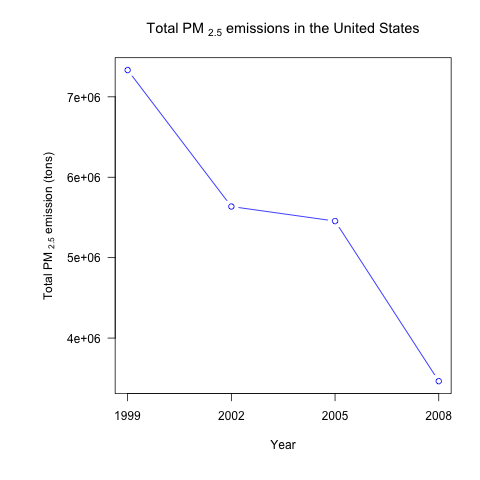 Total PM 2.5 emissions in the United States
Total PM 2.5 emission (tons)
7e+06
6e+06
5e+06
4e+06
1999 2002 2005 2008
Year